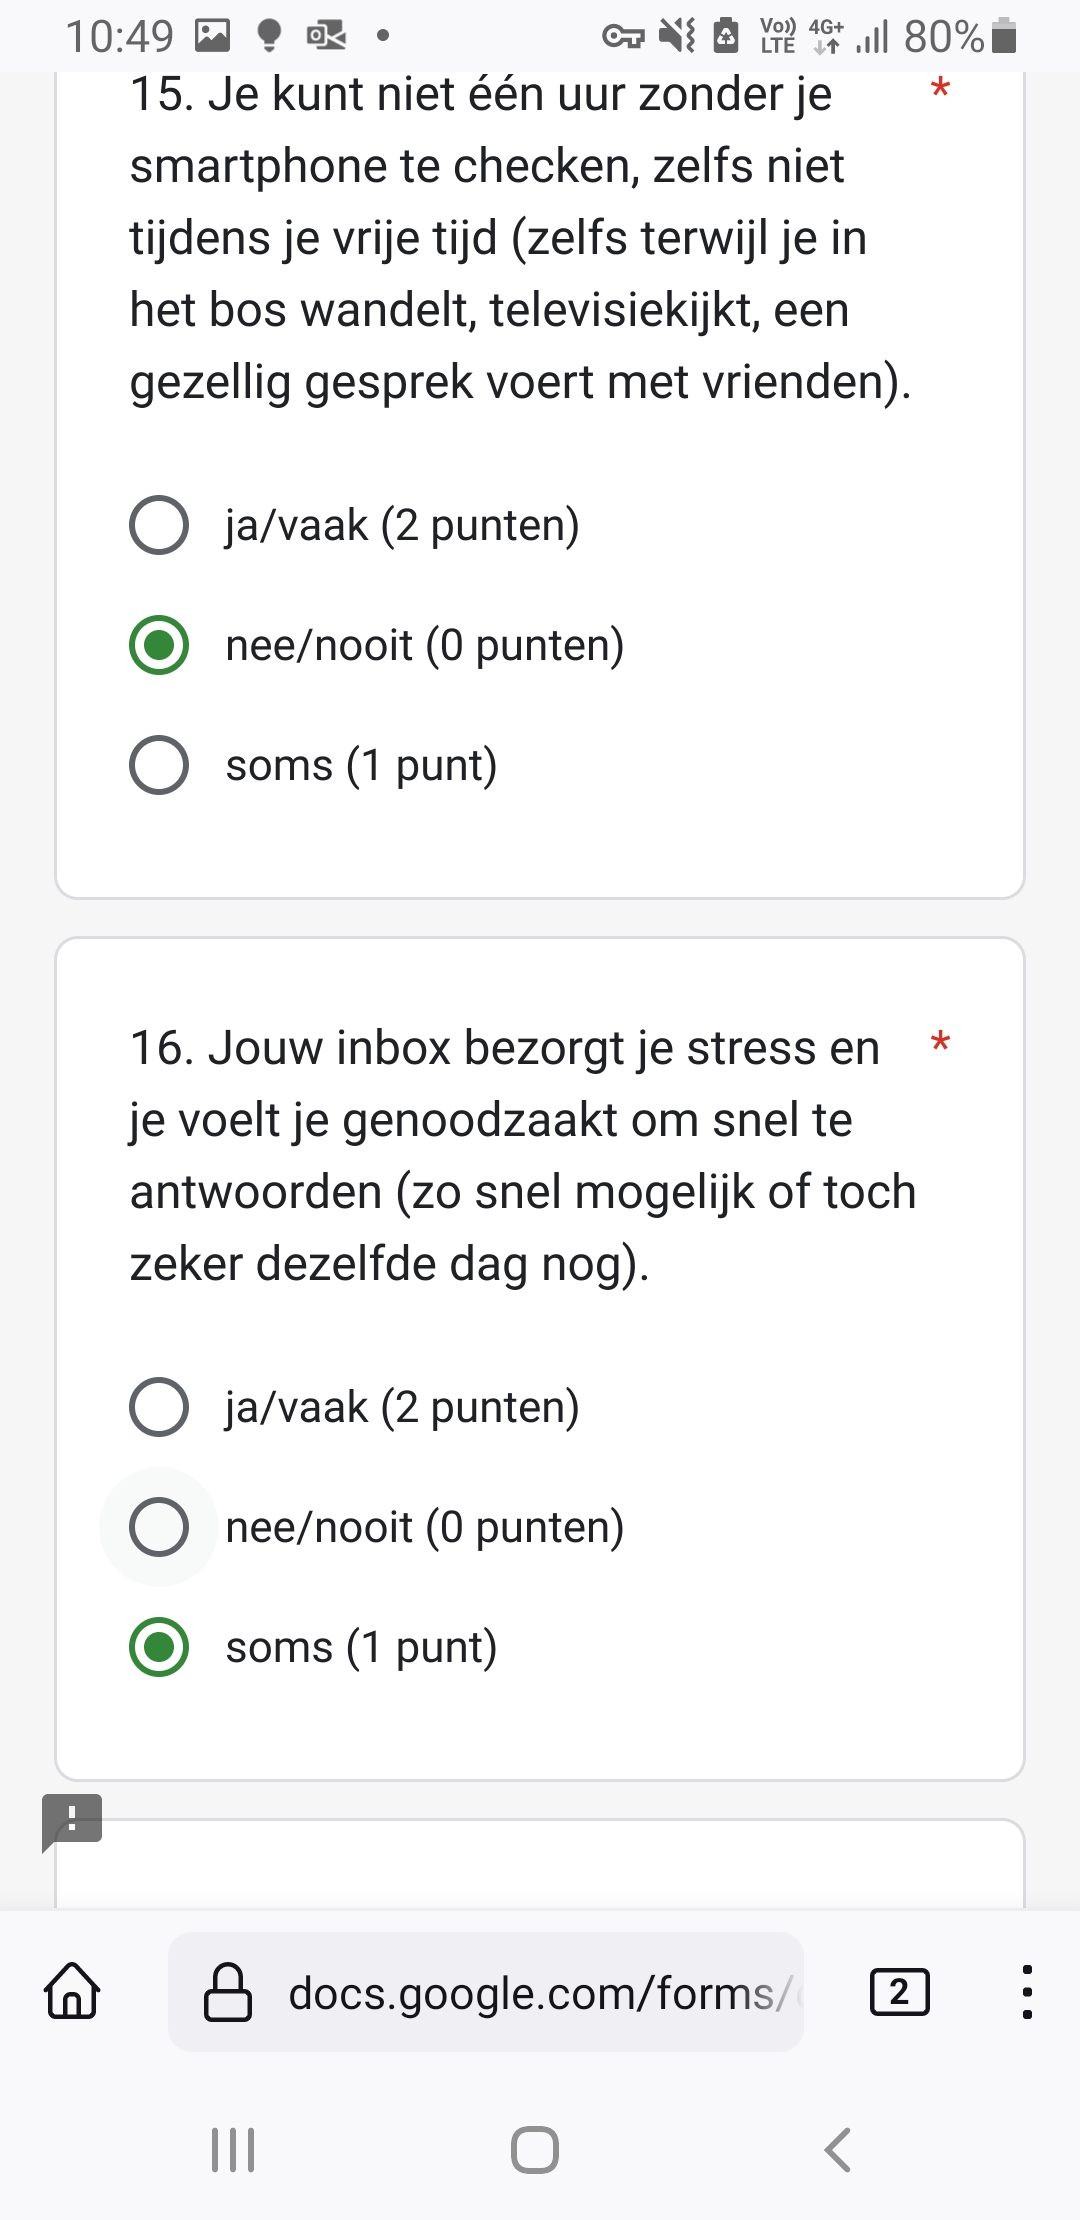 10:49
Vo)) LTE 4G+ 80%
15. Je kunt niet één uur zonder je *
smartphone te checken, zelfs niet
tijdens je vrije tijd (zelfs terwijl je in
het bos wandelt, televisiekijkt, een
gezellig gesprek voert met vrienden).
ja/vaak (2 punten)
nee/nooit (0 punten)
soms (1 punt)
16. Jouw inbox bezorgt je stress en *
je voelt je genoodzaakt om snel te
antwoorden (zo snel mogelijk of toch
zeker dezelfde dag nog).
ja/vaak (2 punten)
nee/nooit (0 punten)
soms (1 punt)
docs.google.com/forms/
2